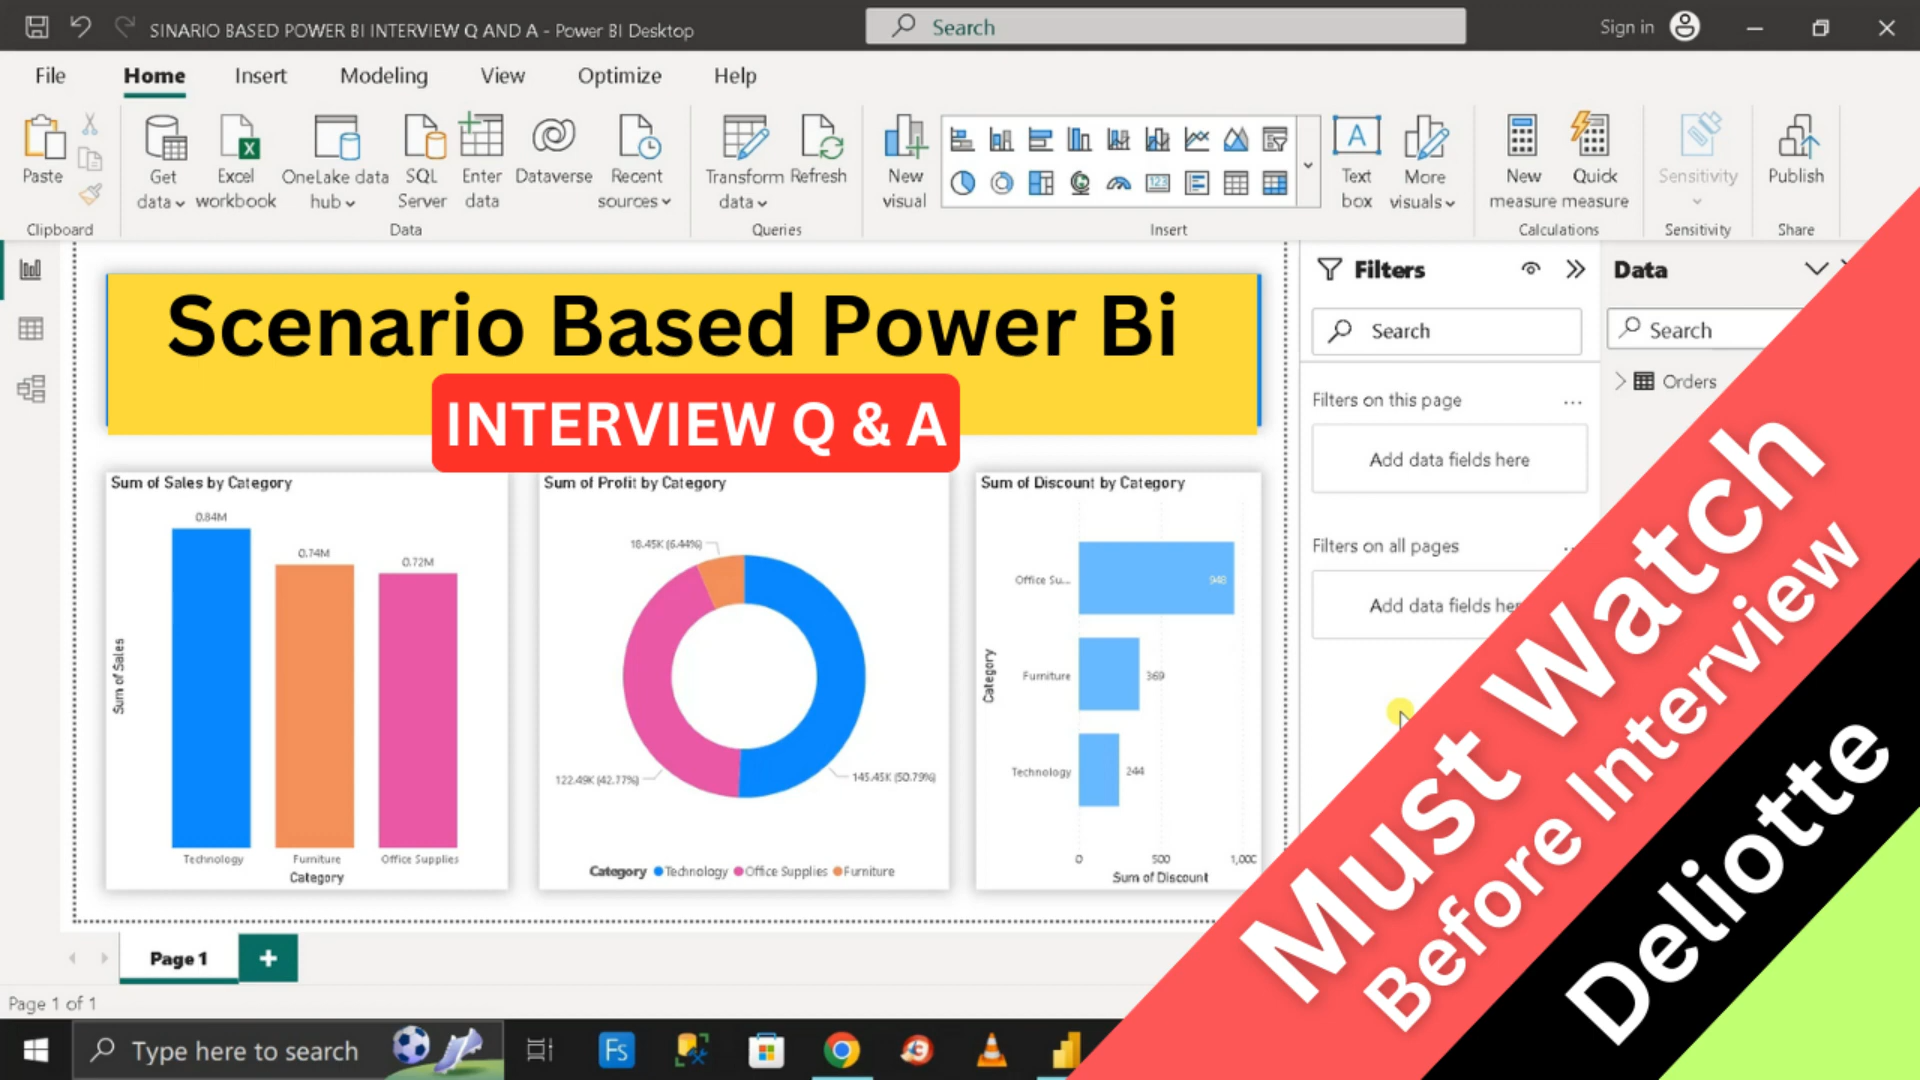 SINARIO BASED POWER BI INTERVIEW Q AND A - Power BI Desktop
Search
Sign in
File
Home
Insert
Modeling
View
Optimize
Help
Paste
Get
data
Excel
workbook
OneLake data
hub
SQL
Server
Enter
data
Dataverse
Recent
sources
Transform
data
Refresh
New
visual
123
A
Text
box
More
visuals
New
measure
Quick
measure
Sensitivity
Publish
Clipboard
Data
Queries
Insert
Calculations
Sensitivity
Share
Scenario Based Power Bi
INTERVIEW Q & A
Sum of Sales by Category
0.84M
0.74M
0.72M
Sum of Sales
Technology
Furniture
Office Supplies
Category
Sum of Profit by Category
18.45K (6.44%)
122.49K (42.77%)
145.45K (50.79%)
Category
Technology
Office Supplies
Furniture
Sum of Discount by Category
Category
Office Su...
948
Furniture
369
Technology
244
0
500
1,00C
Sum of Discount
Filters
Search
Filters on this page
...
Add data fields here
Filters on all pages
Add data fields her
Data
Search
Orders
Must Watch
Before Interview
Deliotte
Page 1
+
Page 1 of 1
Type here to search
Fs